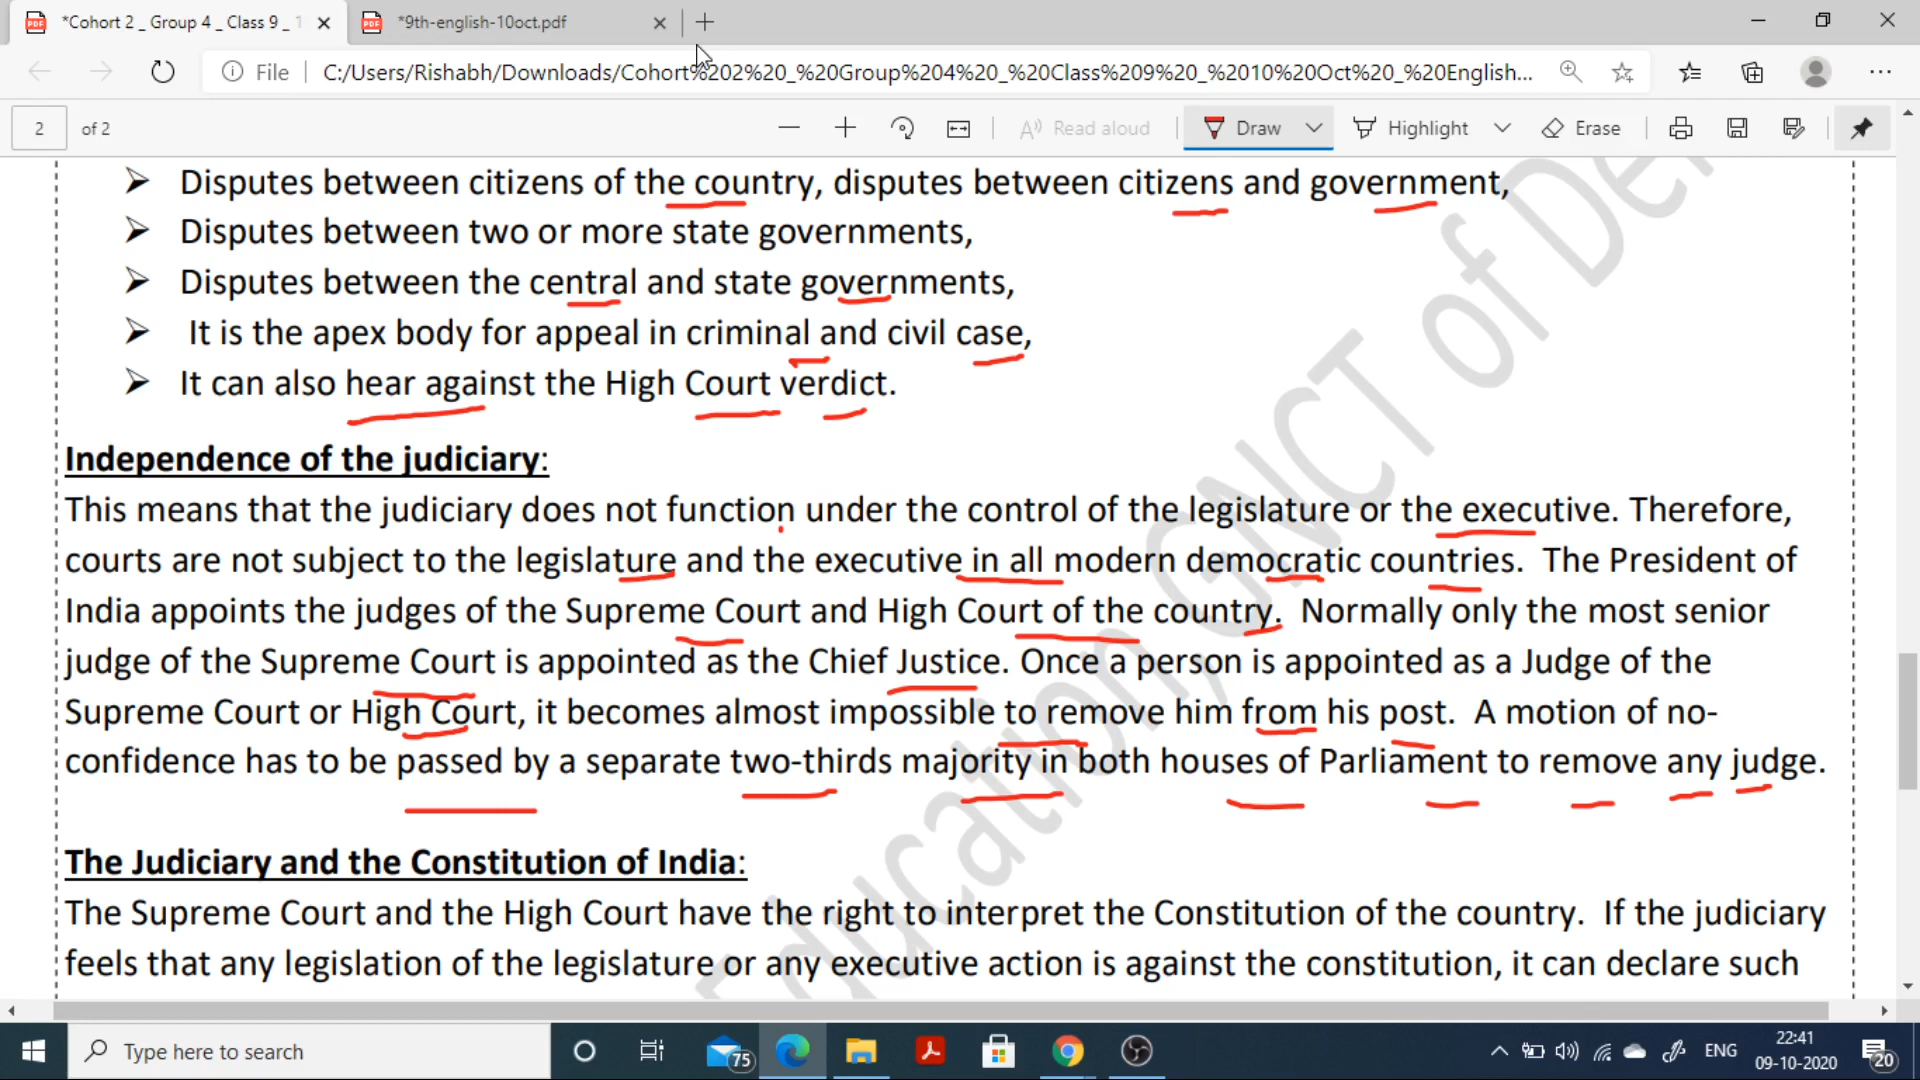 *Cohort 2 _ Group 4 _ Class 9 _ 1
*9th-english-10oct.pdf
File C:/Users/Rishabh/Downloads/Cohort%202%20_%20Group%204%20_%20Class%209%20_%2010%20Oct%20_%20English...
2 of 2 Read aloud Draw Highlight Erase
Disputes between citizens of the country, disputes between citizens and government,
Disputes between two or more state governments,
Disputes between the central and state governments,
It is the apex body for appeal in criminal and civil case,
It can also hear against the High Court verdict.
Independence of the judiciary:
This means that the judiciary does not function under the control of the legislature or the executive. Therefore,
courts are not subject to the legislature and the executive in all modern democratic countries. The President of
India appoints the judges of the Supreme Court and High Court of the country. Normally only the most senior
judge of the Supreme Court is appointed as the Chief Justice. Once a person is appointed as a Judge of the
Supreme Court or High Court, it becomes almost impossible to remove him from his post. A motion of no-
confidence has to be passed by a separate two-thirds majority in both houses of Parliament to remove any judge.
The Judiciary and the Constitution of India:
The Supreme Court and the High Court have the right to interpret the Constitution of the country. If the judiciary
feels that any legislation of the legislature or any executive action is against the constitution, it can declare such
Education, GNCT of Del
Type here to search
75
ENG
22:41
09-10-2020
20